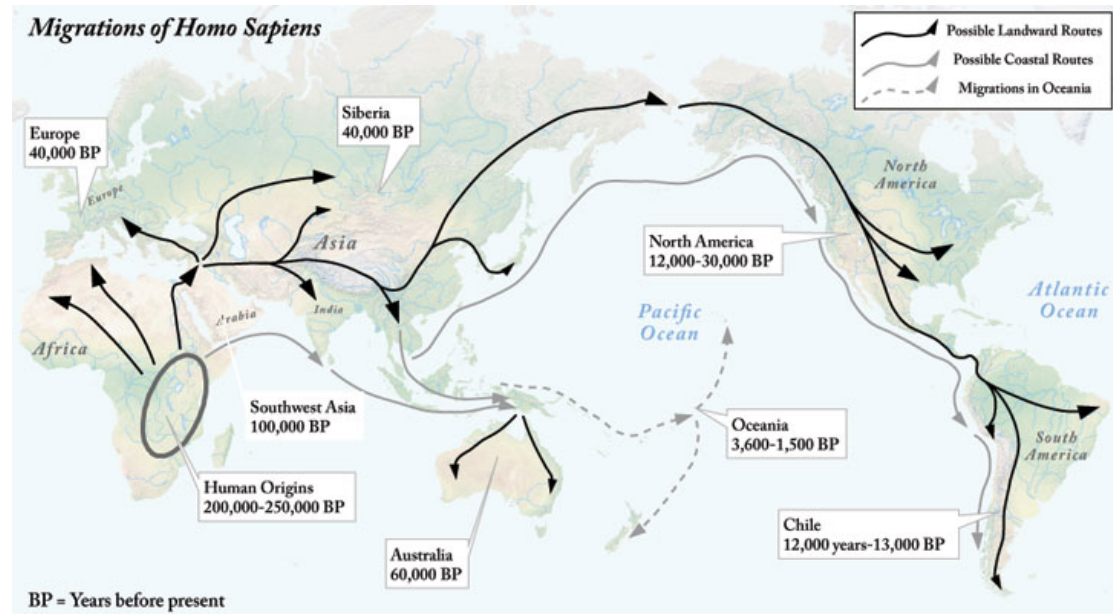 Migrations of Homo Sapiens
Possible Landward Routes
Possible Coastal Routes
Migrations in Oceania
Europe
40,000 BP
Europe
Siberia
40,000 BP
Asia
North
America
North America
12,000-30,000 BP
Pacific
Ocean
Atlantic
Ocean
India
Arabia
Africa
Southwest Asia
100,000 BP
Oceania
3,600-1,500 BP
South
America
Human Origins
200,000-250,000 BP
Chile
12,000 years-13,000 BP
Australia
60,000 BP
BP = Years before present